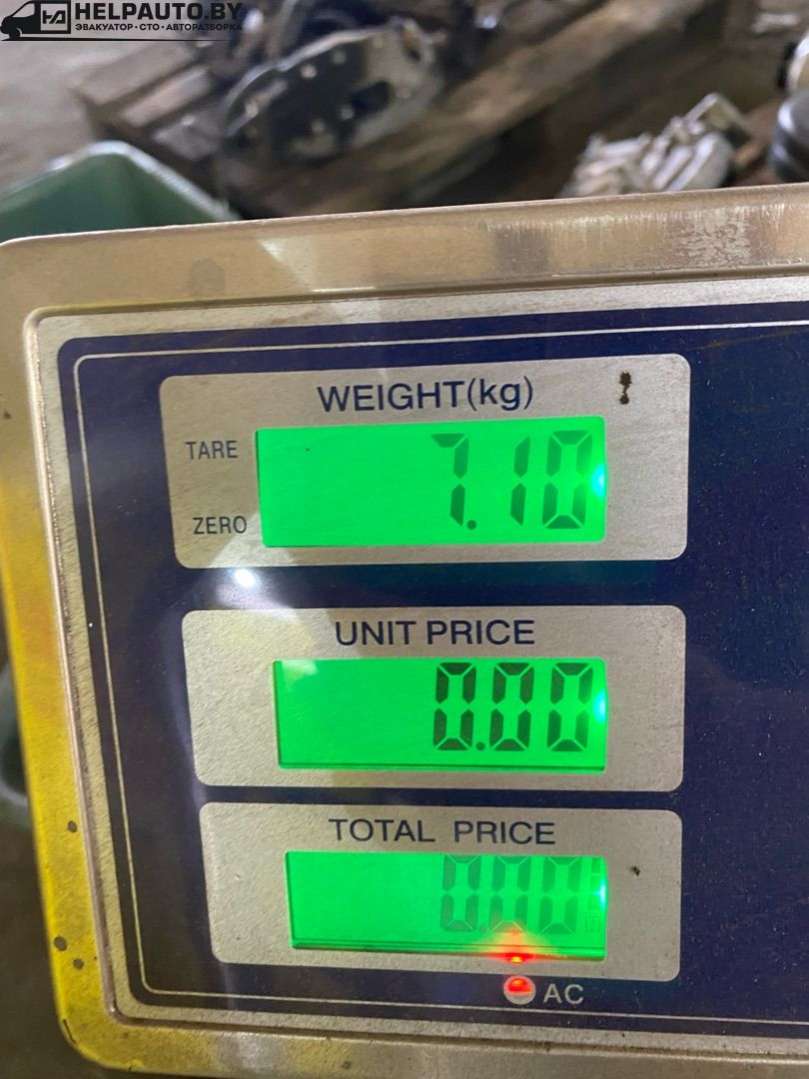 HELPAUTO.BY
ЭВАКУАТОР • СТО • АВТОРАЗБОРКА
WEIGHT(kg)
TARE
7.10
ZERO
UNIT PRICE
0.00
TOTAL PRICE
0.00
AC